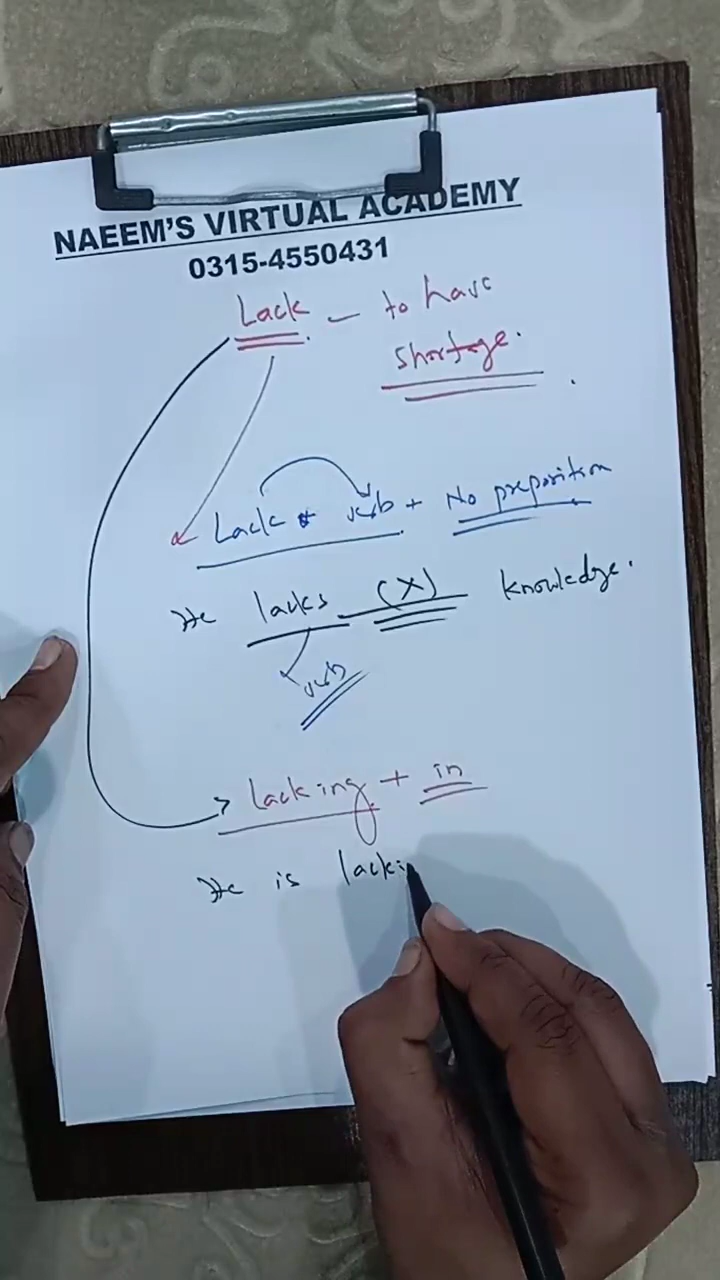 NAEEM'S VIRTUAL ACADEMY
0315-4550431
Lack – to have
shortage.
Lack verb + No preposition
He lacks (X) knowledge.
verb
lacking + in
He is lacki